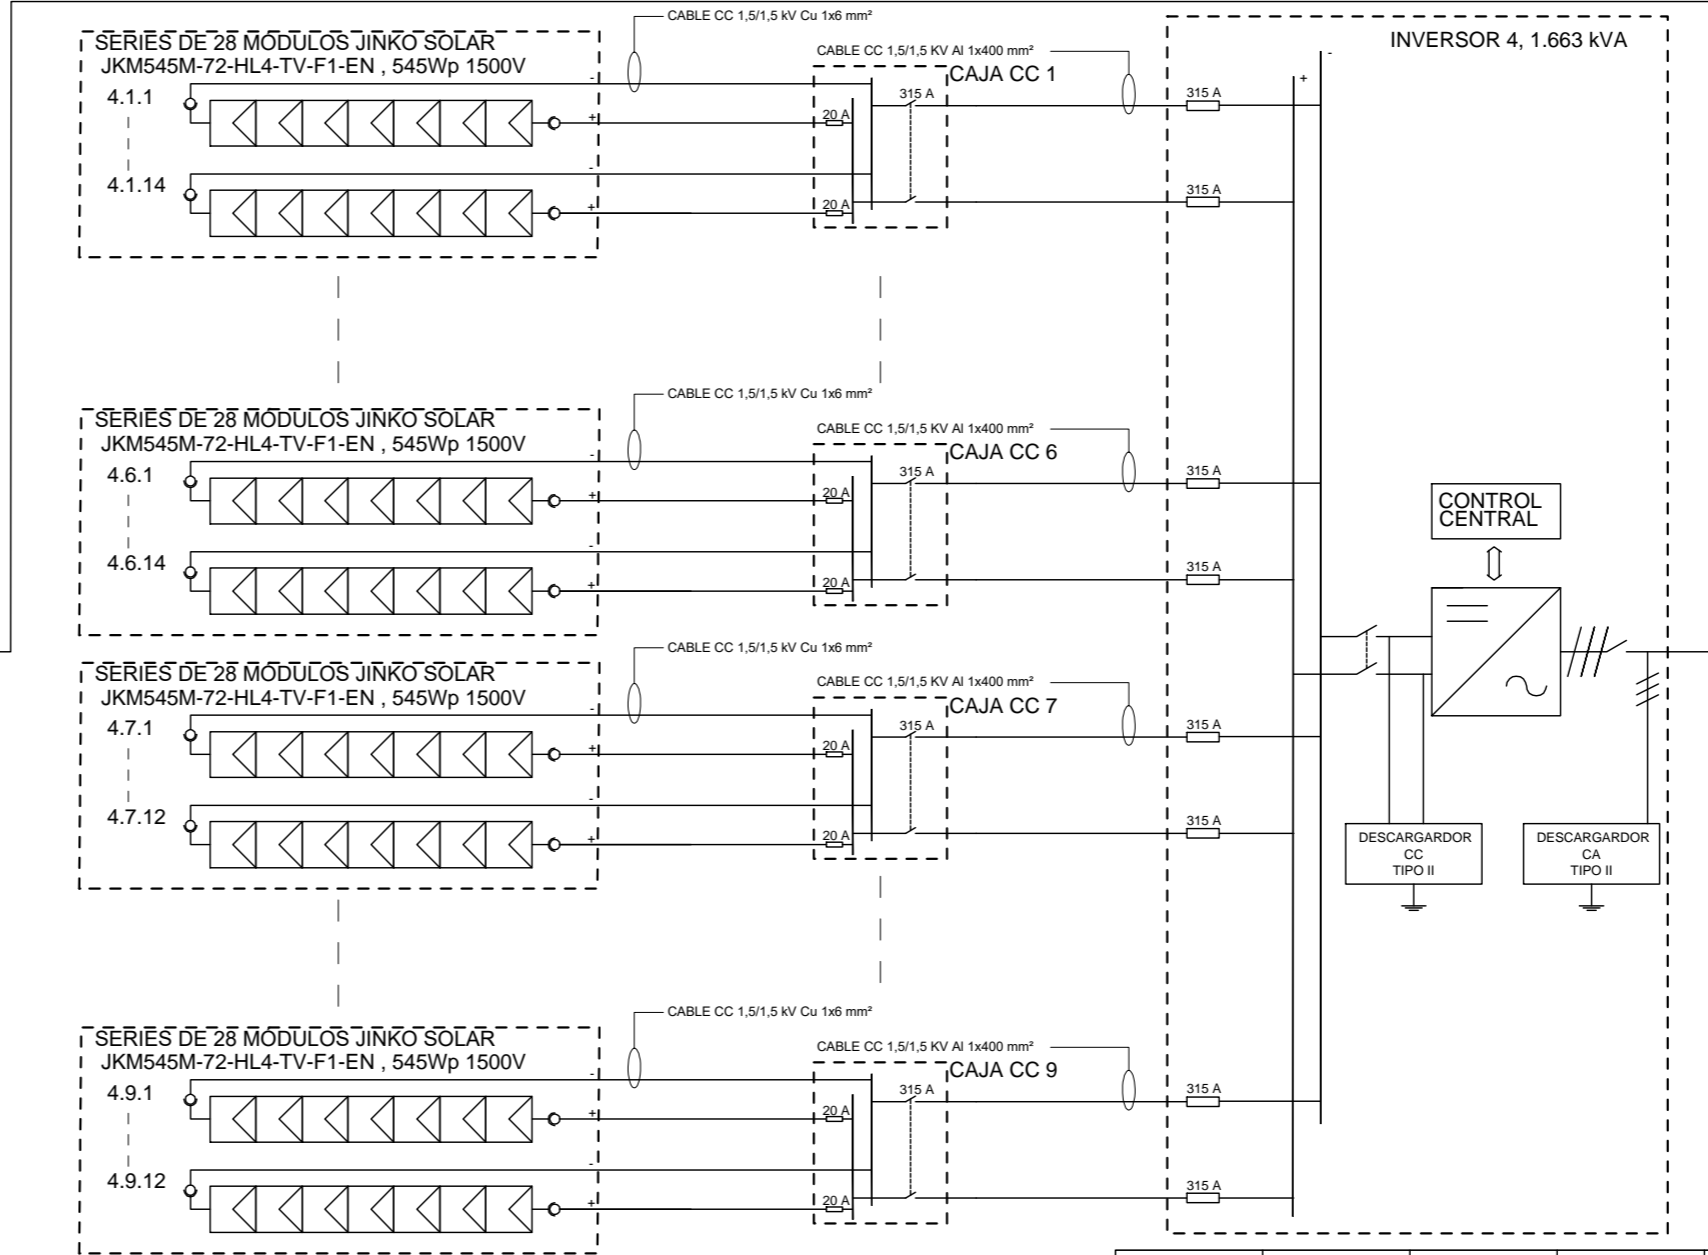 CABLE CC 1,5/1,5 kV Cu 1x6 mm²
SERIES DE 28 MÓDULOS JINKO SOLAR
JKM545M-72-HL4-TV-F1-EN , 545Wp 1500V
4.1.1
4.1.14
-
+
-
+
CABLE CC 1,5/1,5 KV Al 1x400 mm²
CAJA CC 1
315 A
20 A
20 A
315 A
315 A
INVERSOR 4, 1.663 kVA
-
+
CABLE CC 1,5/1,5 kV Cu 1x6 mm²
SERIES DE 28 MÓDULOS JINKO SOLAR
JKM545M-72-HL4-TV-F1-EN , 545Wp 1500V
4.6.1
4.6.14
-
+
-
+
CABLE CC 1,5/1,5 KV Al 1x400 mm²
CAJA CC 6
315 A
20 A
20 A
315 A
315 A
CONTROL
CENTRAL
CABLE CC 1,5/1,5 kV Cu 1x6 mm²
SERIES DE 28 MÓDULOS JINKO SOLAR
JKM545M-72-HL4-TV-F1-EN , 545Wp 1500V
4.7.1
4.7.12
-
+
-
+
CABLE CC 1,5/1,5 KV Al 1x400 mm²
CAJA CC 7
315 A
20 A
20 A
315 A
315 A
DESCARGARDOR
CC
TIPO II
DESCARGARDOR
CA
TIPO II
CABLE CC 1,5/1,5 kV Cu 1x6 mm²
SERIES DE 28 MÓDULOS JINKO SOLAR
JKM545M-72-HL4-TV-F1-EN , 545Wp 1500V
4.9.1
4.9.12
-
+
-
+
CABLE CC 1,5/1,5 KV Al 1x400 mm²
CAJA CC 9
315 A
20 A
20 A
315 A
315 A